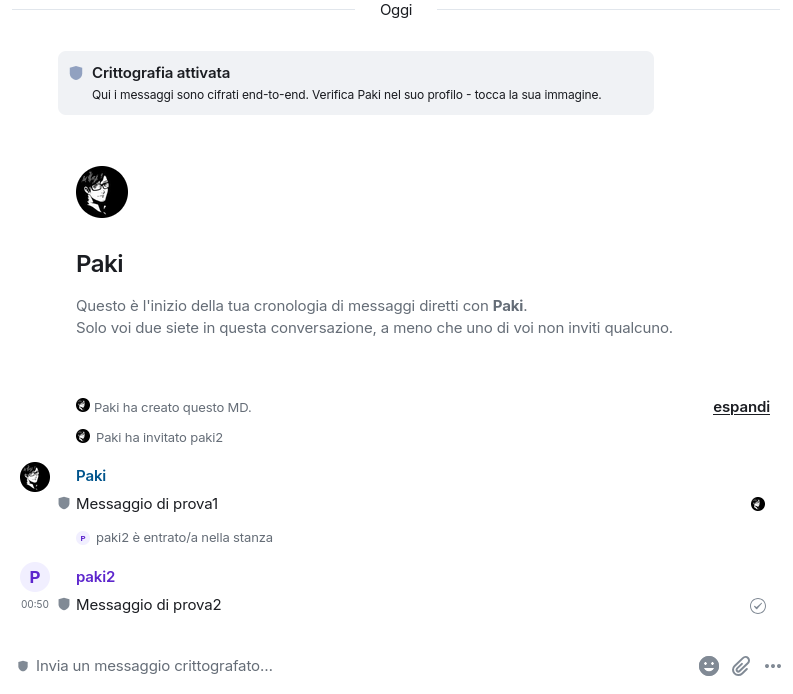 Oggi
Crittografia attivata
Qui i messaggi sono cifrati end-to-end. Verifica Paki nel suo profilo - tocca la sua immagine.
Paki
Questo è l'inizio della tua cronologia di messaggi diretti con Paki.
Solo voi due siete in questa conversazione, a meno che uno di voi non inviti qualcuno.
Paki ha creato questo MD.
espandi
Paki ha invitato paki2
Paki
Messaggio di prova1
P paki2 è entrato/a nella stanza
P paki2
00:50 Messaggio di prova2
Invia un messaggio crittografato...